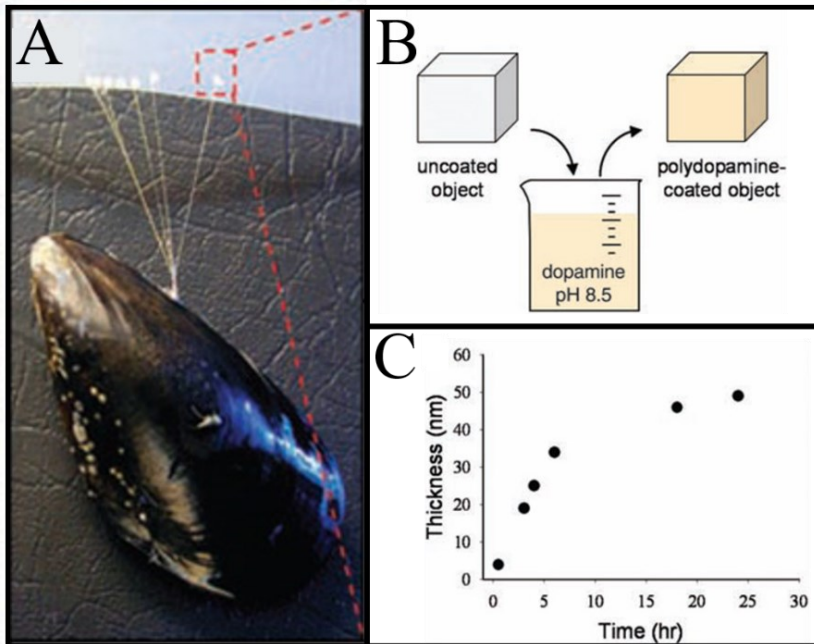 A
B
uncoated
object
polydopamine-
coated object
dopamine
pH 8.5
C
Thickness (nm)
60
50
40
30
20
10
0
0
5
10
15
20
25
30
Time (hr)